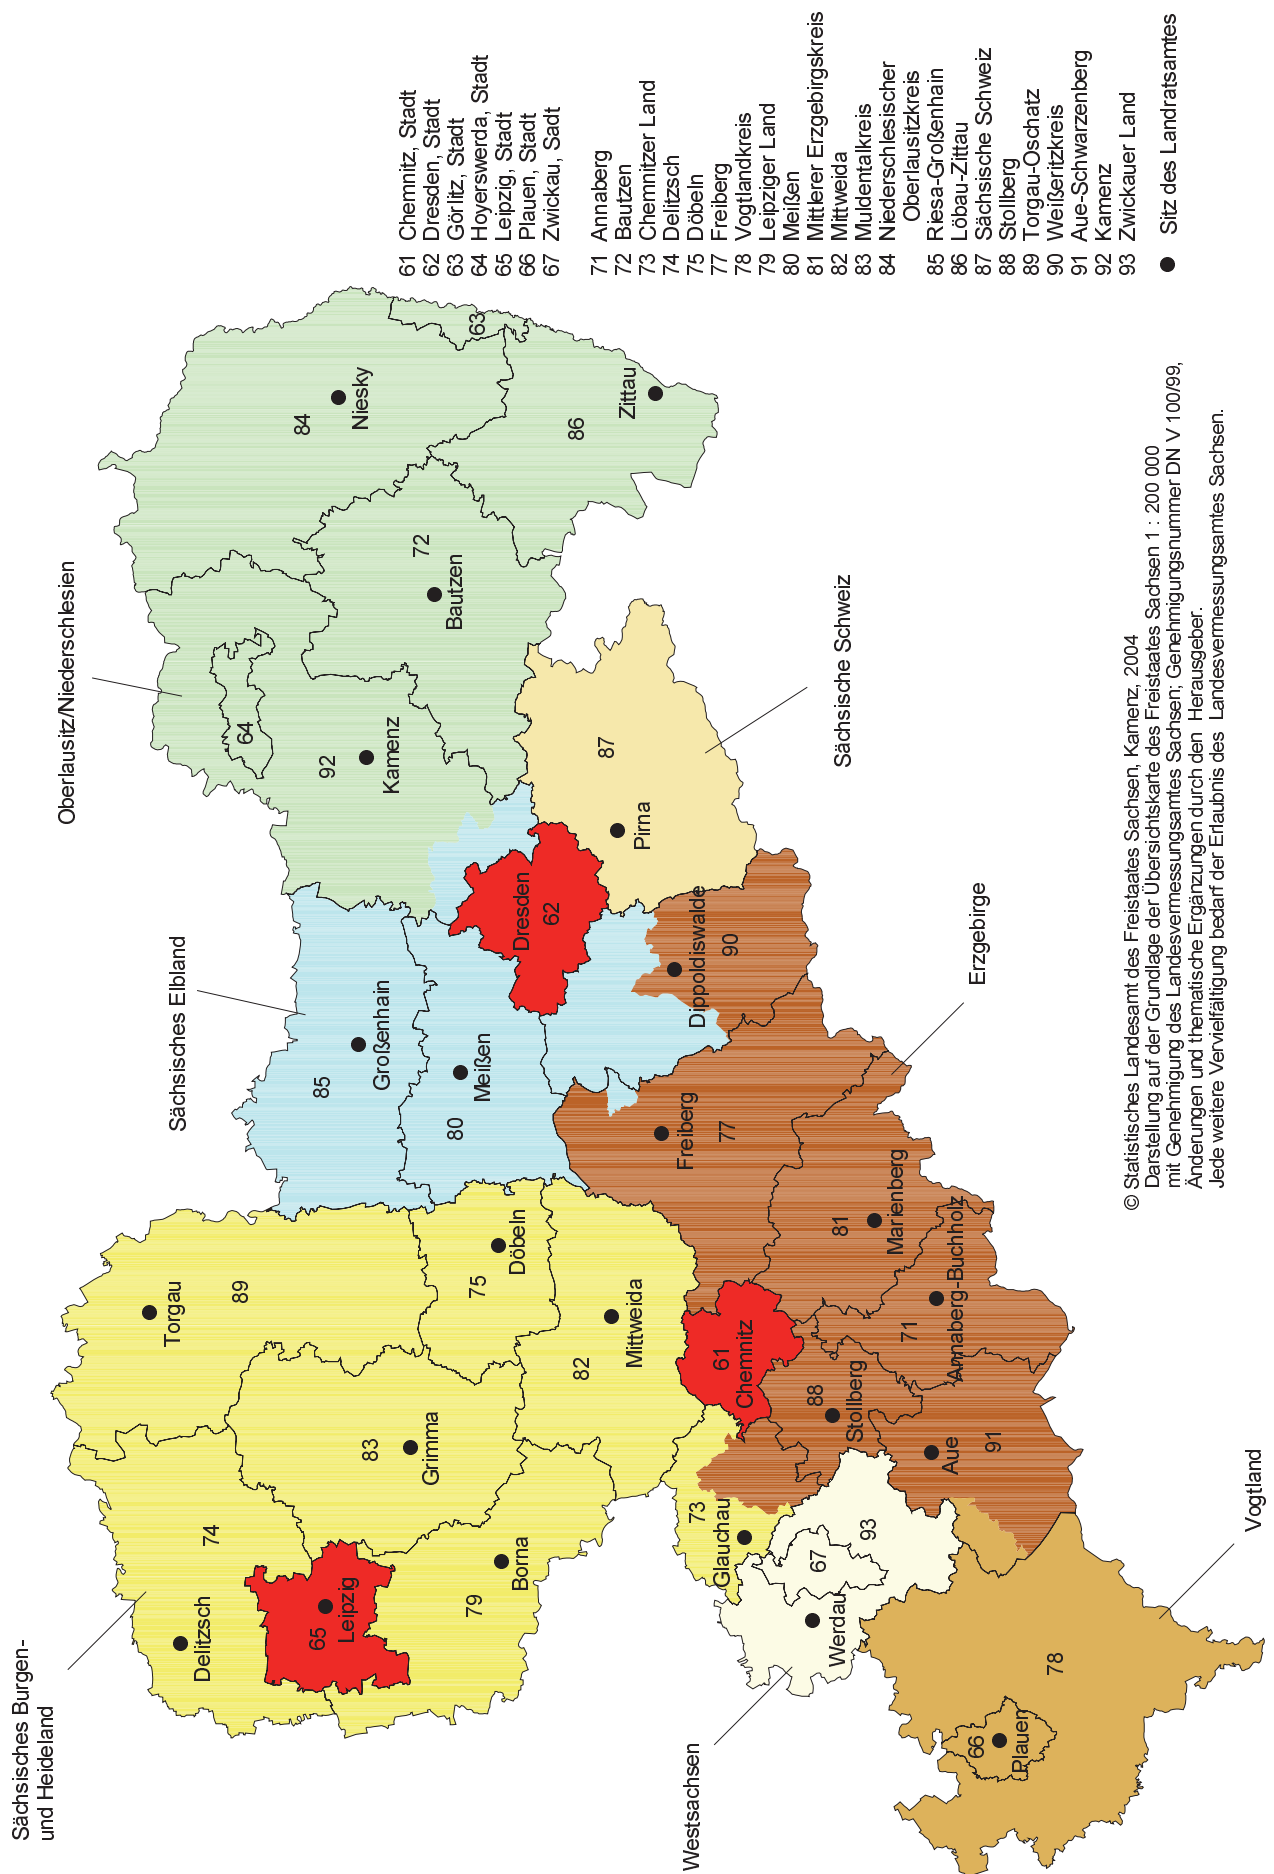 Sächsisches Burgen-
und Heideland
Sächsisches Elbland
Oberlausitz/Niederschlesien
Westsachsen
Vogtland
Erzgebirge
Sächsische Schweiz
Delitzsch
74
65
Leipzig
79
Borna
83
Grimma
Torgau
89
75
Döbeln
82
Mittweida
85
Großenhain
80
Meißen
Dresden
62
64
92
Kamenz
72
Bautzen
84
Niesky
63
86
Zittau
87
Pirna
Dippoldiswalde
90
Freiberg
77
81
Marienberg
71
Annaberg-Buchholz
61
Chemnitz
88
Stollberg
Aue
91
73
Glauchau
67
93
Werdau
66
Plauen
78
61 Chemnitz, Stadt
62 Dresden, Stadt
63 Görlitz, Stadt
64 Hoyerswerda, Stadt
65 Leipzig, Stadt
66 Plauen, Stadt
67 Zwickau, Sadt
71 Annaberg
72 Bautzen
73 Chemnitzer Land
74 Delitzsch
75 Döbeln
77 Freiberg
78 Vogtlandkreis
79 Leipziger Land
80 Meißen
81 Mittlerer Erzgebirgskreis
82 Mittweida
83 Muldentalkreis
84 Niederschlesischer
Oberlausitzkreis
85 Riesa-Großenhain
86 Löbau-Zittau
87 Sächsische Schweiz
88 Stollberg
89 Torgau-Oschatz
90 Weißeritzkreis
91 Aue-Schwarzenberg
92 Kamenz
93 Zwickauer Land
Sitz des Landratsamtes
© Statistisches Landesamt des Freistaates Sachsen, Kamenz, 2004
Darstellung auf der Grundlage der Übersichtskarte des Freistaates Sachsen 1 : 200 000
mit Genehmigung des Landesvermessungsamtes Sachsen; Genehmigungsnummer DN V 100/99,
Änderungen und thematische Ergänzungen durch den Herausgeber.
Jede weitere Vervielfältigung bedarf der Erlaubnis des Landesvermessungsamtes Sachsen.